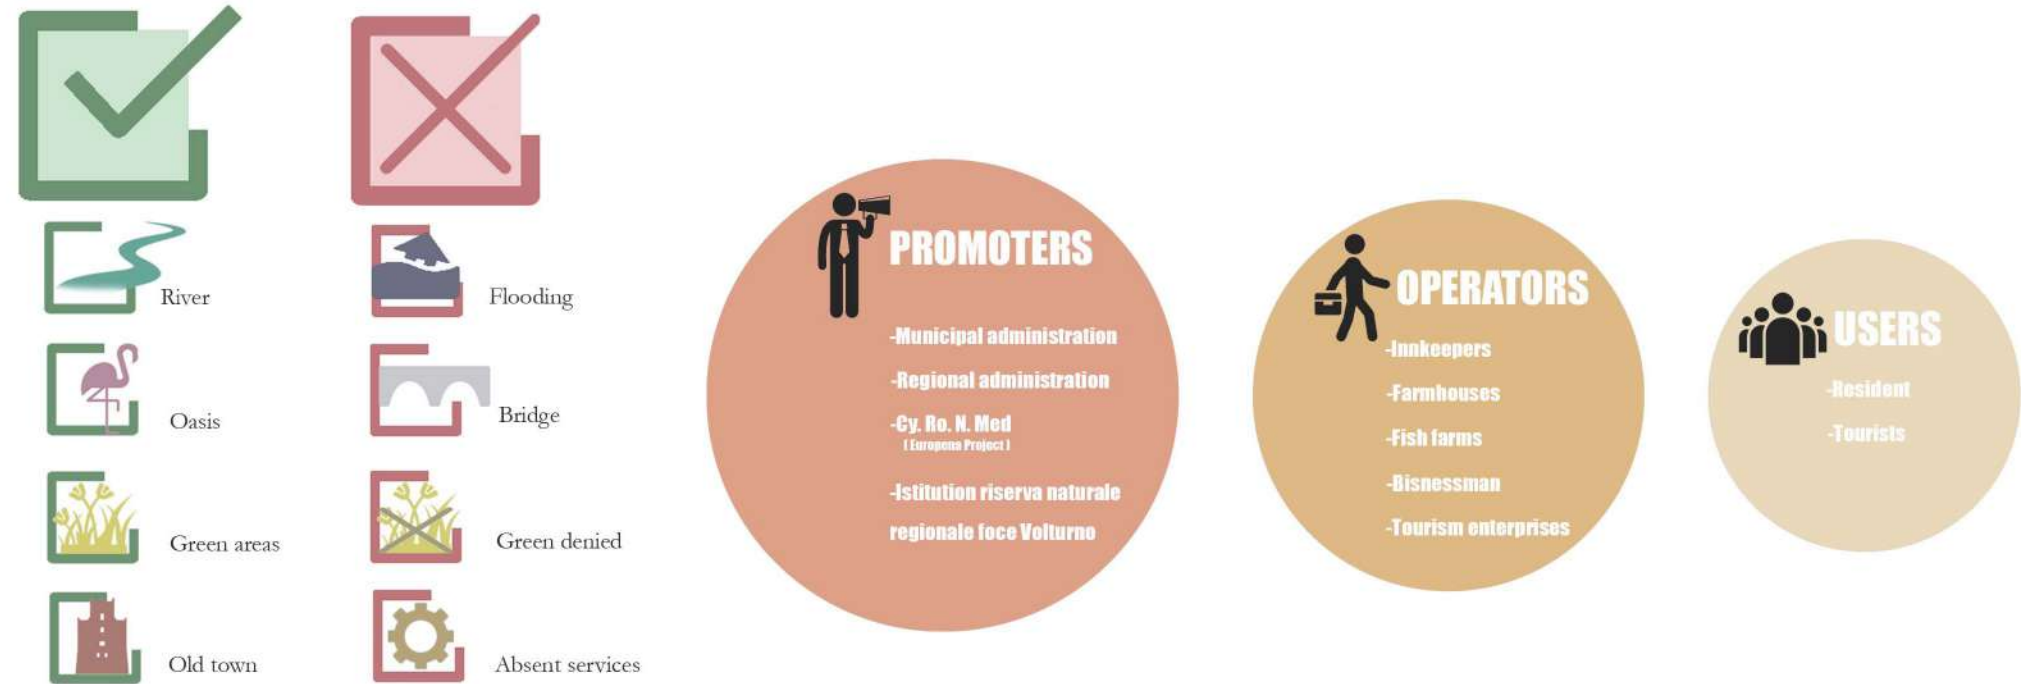 River
Oasis
Green areas
Old town
Flooding
Bridge
Green denied
Absent services
PROMOTERS
-Municipal administration
-Regional administration
-Cy. Ro. N. Med
( Europena Project )
-Istitution riserva naturale
regionale foce Volturno
OPERATORS
-Innkeepers
-Farmhouses
-Fish farms
-Bisnessman
-Tourism enterprises
USERS
-Resident
-Tourists